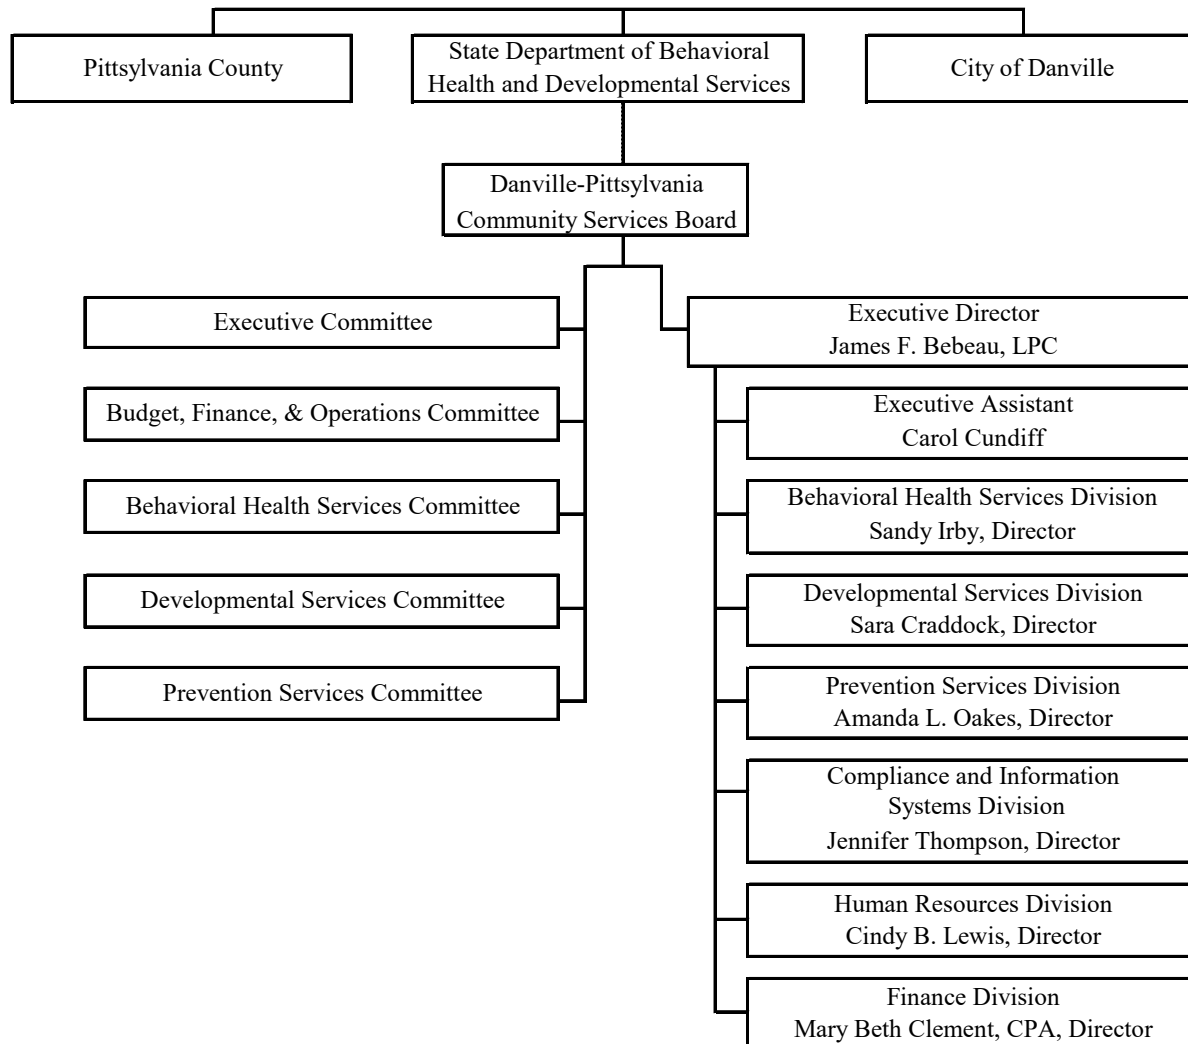 Pittsylvania County
State Department of Behavioral
Health and Developmental Services
City of Danville
Danville-Pittsylvania
Community Services Board
Executive Committee
Budget, Finance, & Operations Committee
Behavioral Health Services Committee
Developmental Services Committee
Prevention Services Committee
Executive Director
James F. Bebeau, LPC
Executive Assistant
Carol Cundiff
Behavioral Health Services Division
Sandy Irby, Director
Developmental Services Division
Sara Craddock, Director
Prevention Services Division
Amanda L. Oakes, Director
Compliance and Information
Systems Division
Jennifer Thompson, Director
Human Resources Division
Cindy B. Lewis, Director
Finance Division
Mary Beth Clement, CPA, Director